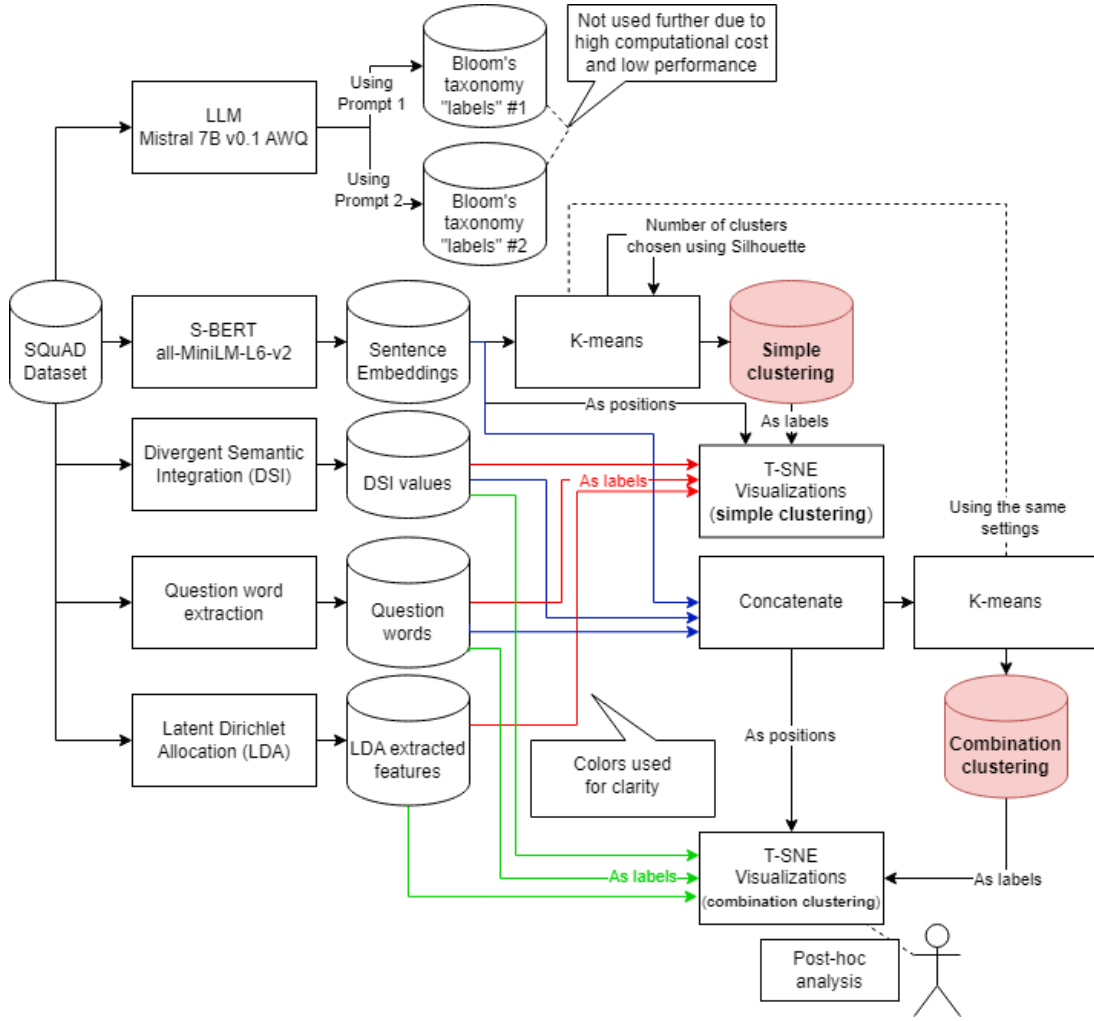 Not used further due to
high computational cost
and low performance
Bloom's
taxonomy
"labels" #1
Using
Prompt 1
LLM
Mistral 7B v0.1 AWQ
Using
Prompt 2
Bloom's
taxonomy
"labels" #2
Number of clusters
chosen using Silhouette
SQuAD
Dataset
S-BERT
all-MiniLM-L6-v2
Sentence
Embeddings
K-means
Simple
clustering
As positions
As labels
Divergent Semantic
Integration (DSI)
DSI values
As labels
T-SNE
Visualizations
(simple clustering)
Using the same
settings
Question word
extraction
Question
words
Concatenate
K-means
Latent Dirichlet
Allocation (LDA)
LDA extracted
features
Colors used
for clarity
As positions
Combination
clustering
As labels
T-SNE
Visualizations
(combination clustering)
As labels
Post-hoc
analysis